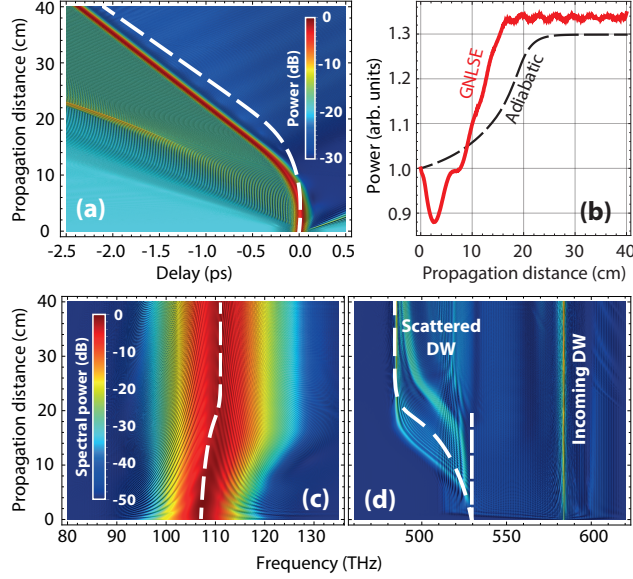 Propagation distance (cm)
40
30
20
10
0
-2.5
-2.0
-1.5
-1.0
-0.5
0.0
0.5
Delay (ps)
(a)
Power (dB)
0
-10
-20
-30
Power (arb. units)
1.3
1.2
1.1
1.0
0.9
0
10
20
30
40
Propagation distance (cm)
GNLSE
Adiabatic
(b)
Propagation distance (cm)
40
30
20
10
0
80
90
100
110
120
130
Spectral power (dB)
0
-10
-20
-30
-40
-50
(c)
Scattered
DW
Incoming DW
(d)
500
550
600
Frequency (THz)